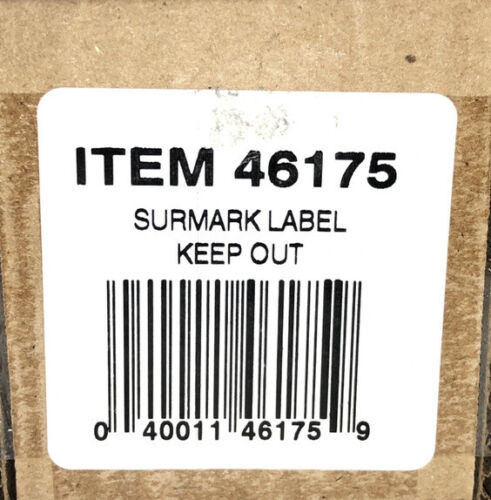 ITEM 46175
SURMARK LABEL
KEEP OUT
0 40011 46175 9